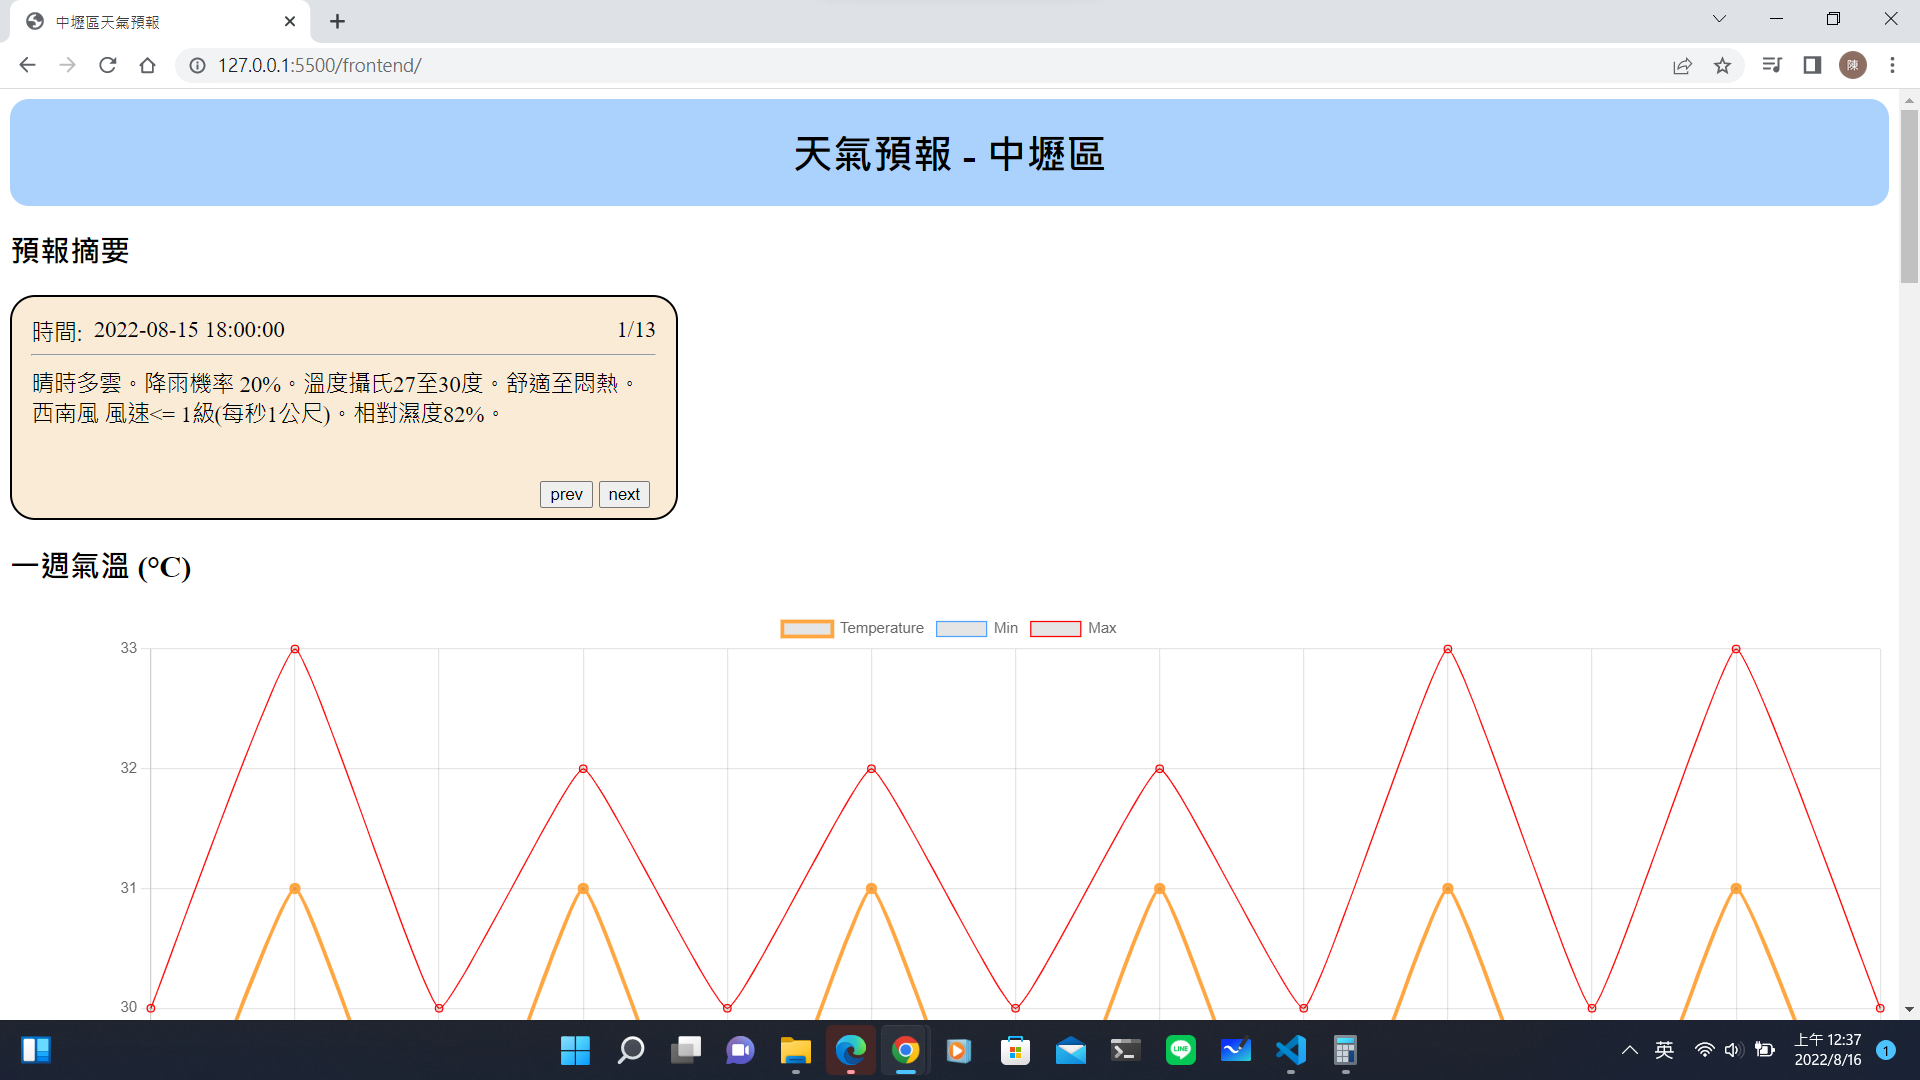 中壢區天氣預報
127.0.0.1:5500/frontend/
陳
天氣預報 - 中壢區
預報摘要
時間: 2022-08-15 18:00:00 1/13
晴時多雲。降雨機率 20%。溫度攝氏27至30度。舒適至悶熱。
西南風 風速<= 1級(每秒1公尺)。相對濕度82%。
prev next
一週氣溫 (°C)
Temperature Min Max
33
32
31
30
LINE
英
上午 12:37
2022/8/16
1